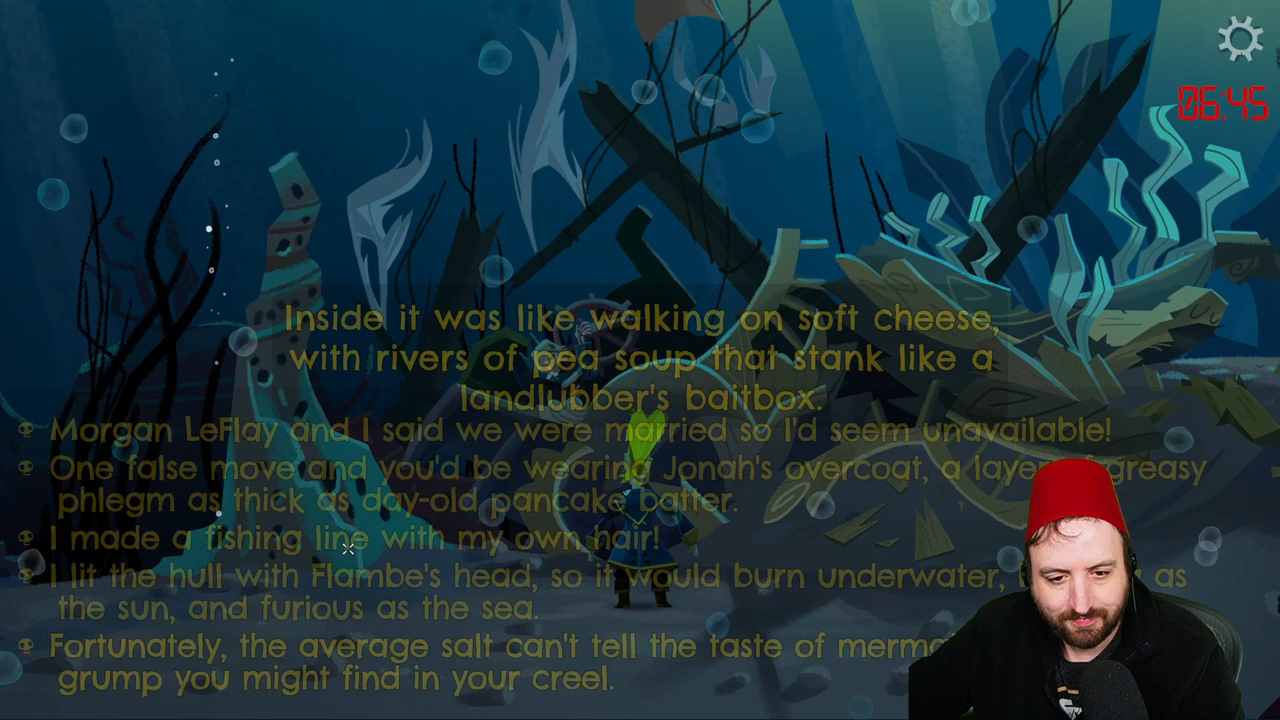 06:45
Inside it was like walking on soft cheese,
with rivers of pea soup that stank like a
landlubber's baitbox.
Morgan LeFlay and I said we were married so I'd seem unavailable!
One false move and you'd be wearing Jonah's overcoat, a layer greasy
phlegm as thick as day-old pancake batter.
I made a fishing line with my own hair!
I lit the hull with Flambe's head, so it would burn underwater, as
the sun, and furious as the sea.
Fortunately, the average salt can't tell the taste of
grump you might find in your creel.